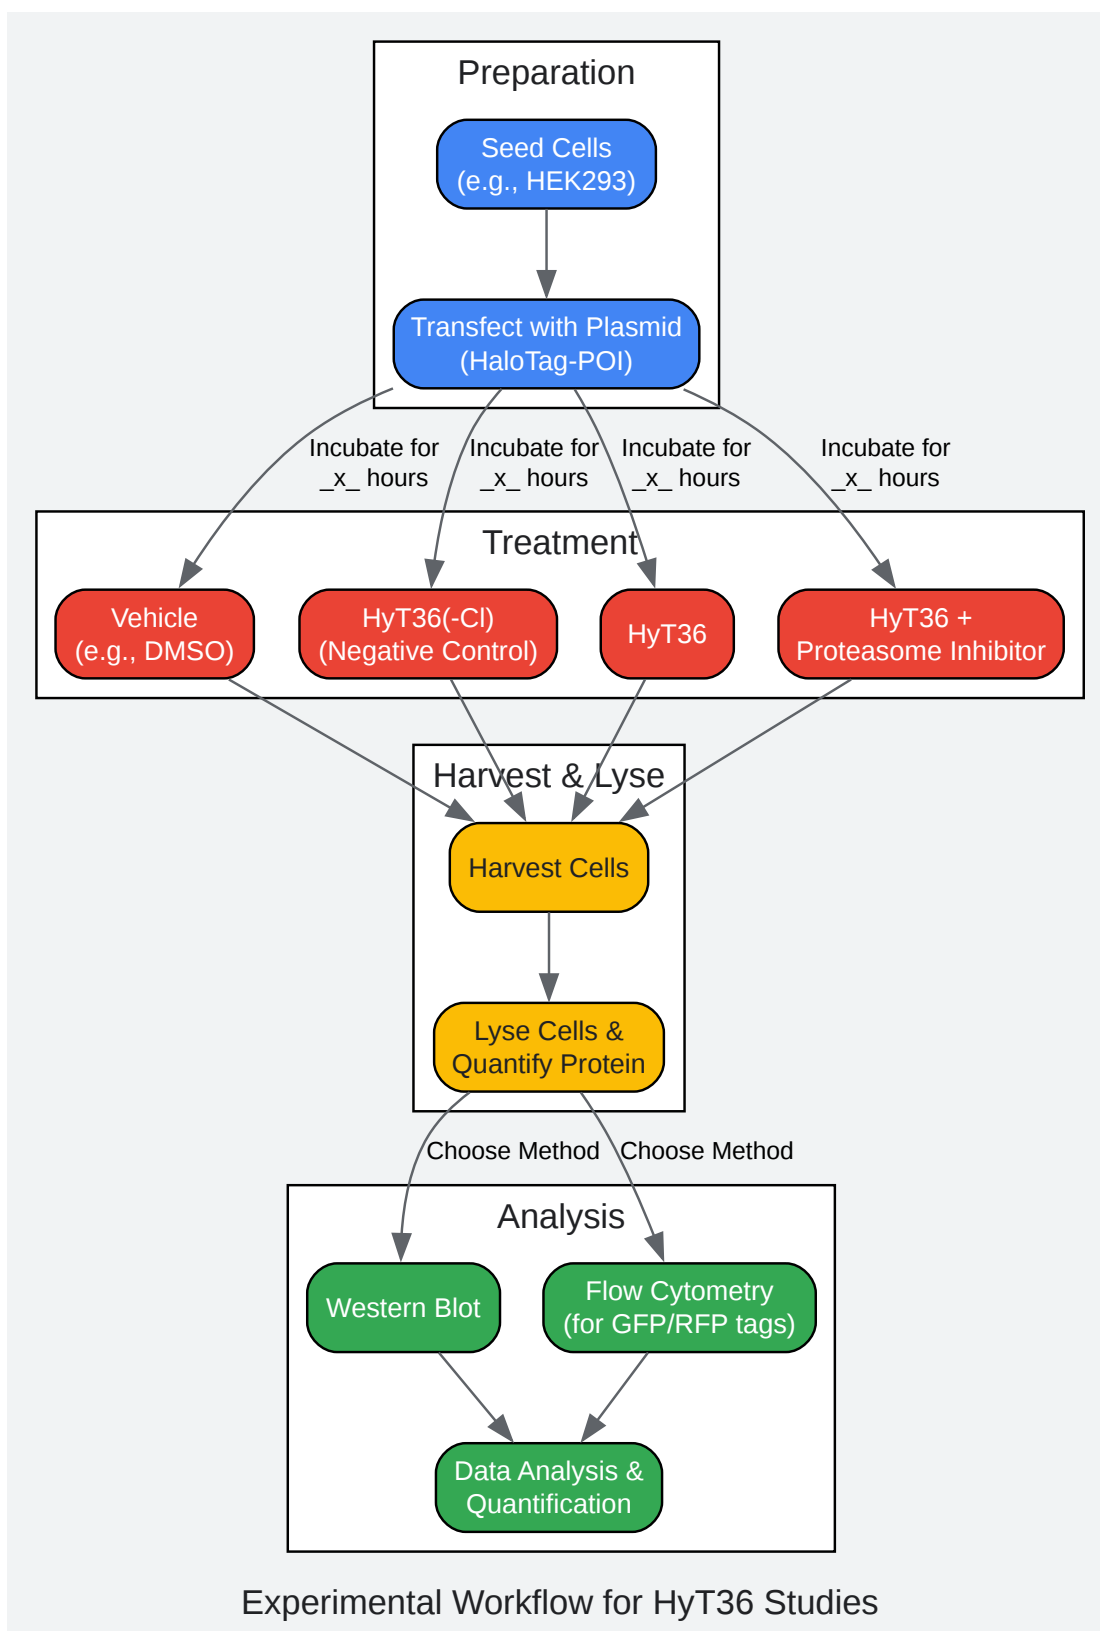 Preparation
Seed Cells
(e.g., HEK293)
Transfect with Plasmid
(HaloTag-POI)
Incubate for
_x_ hours
Incubate for
_x_ hours
Incubate for
_x_ hours
Incubate for
_x_ hours
Treatment
Vehicle
(e.g., DMSO)
HyT36(-Cl)
(Negative Control)
HyT36
HyT36 +
Proteasome Inhibitor
Harvest & Lyse
Harvest Cells
Lyse Cells &
Quantify Protein
Choose Method
Choose Method
Analysis
Western Blot
Flow Cytometry
(for GFP/RFP tags)
Data Analysis &
Quantification
Experimental Workflow for HyT36 Studies